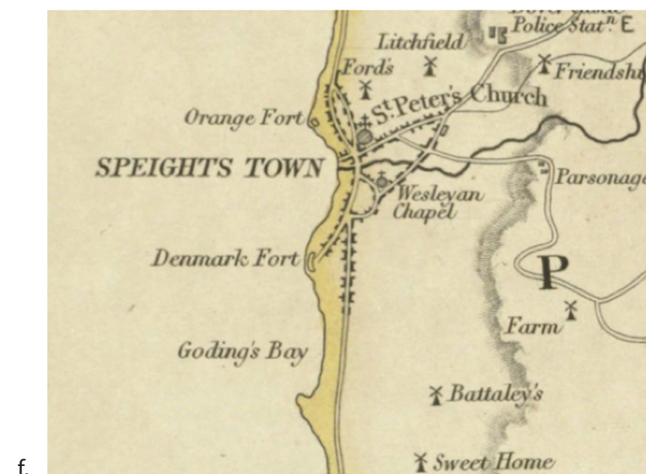 Police Statn. E
Litchfield
Ford's
Friendsh
Orange Fort
St. Peter's Church
SPEIGHTS TOWN
Parsonage
Wesleyan
Chapel
Denmark Fort
P
Farm
Goding's Bay
Battaley's
Sweet Home
f.